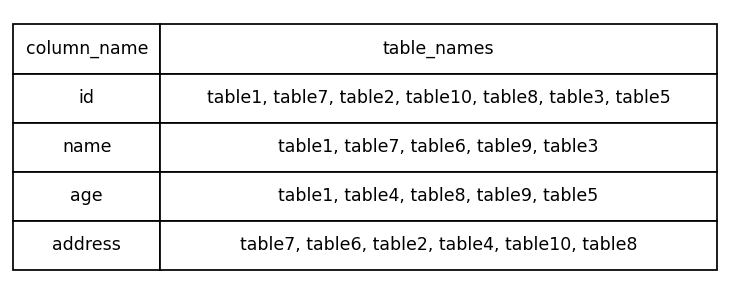 column_name table_names
id table1, table7, table2, table10, table8, table3, table5
name table1, table7, table6, table9, table3
age table1, table4, table8, table9, table5
address table7, table6, table2, table4, table10, table8